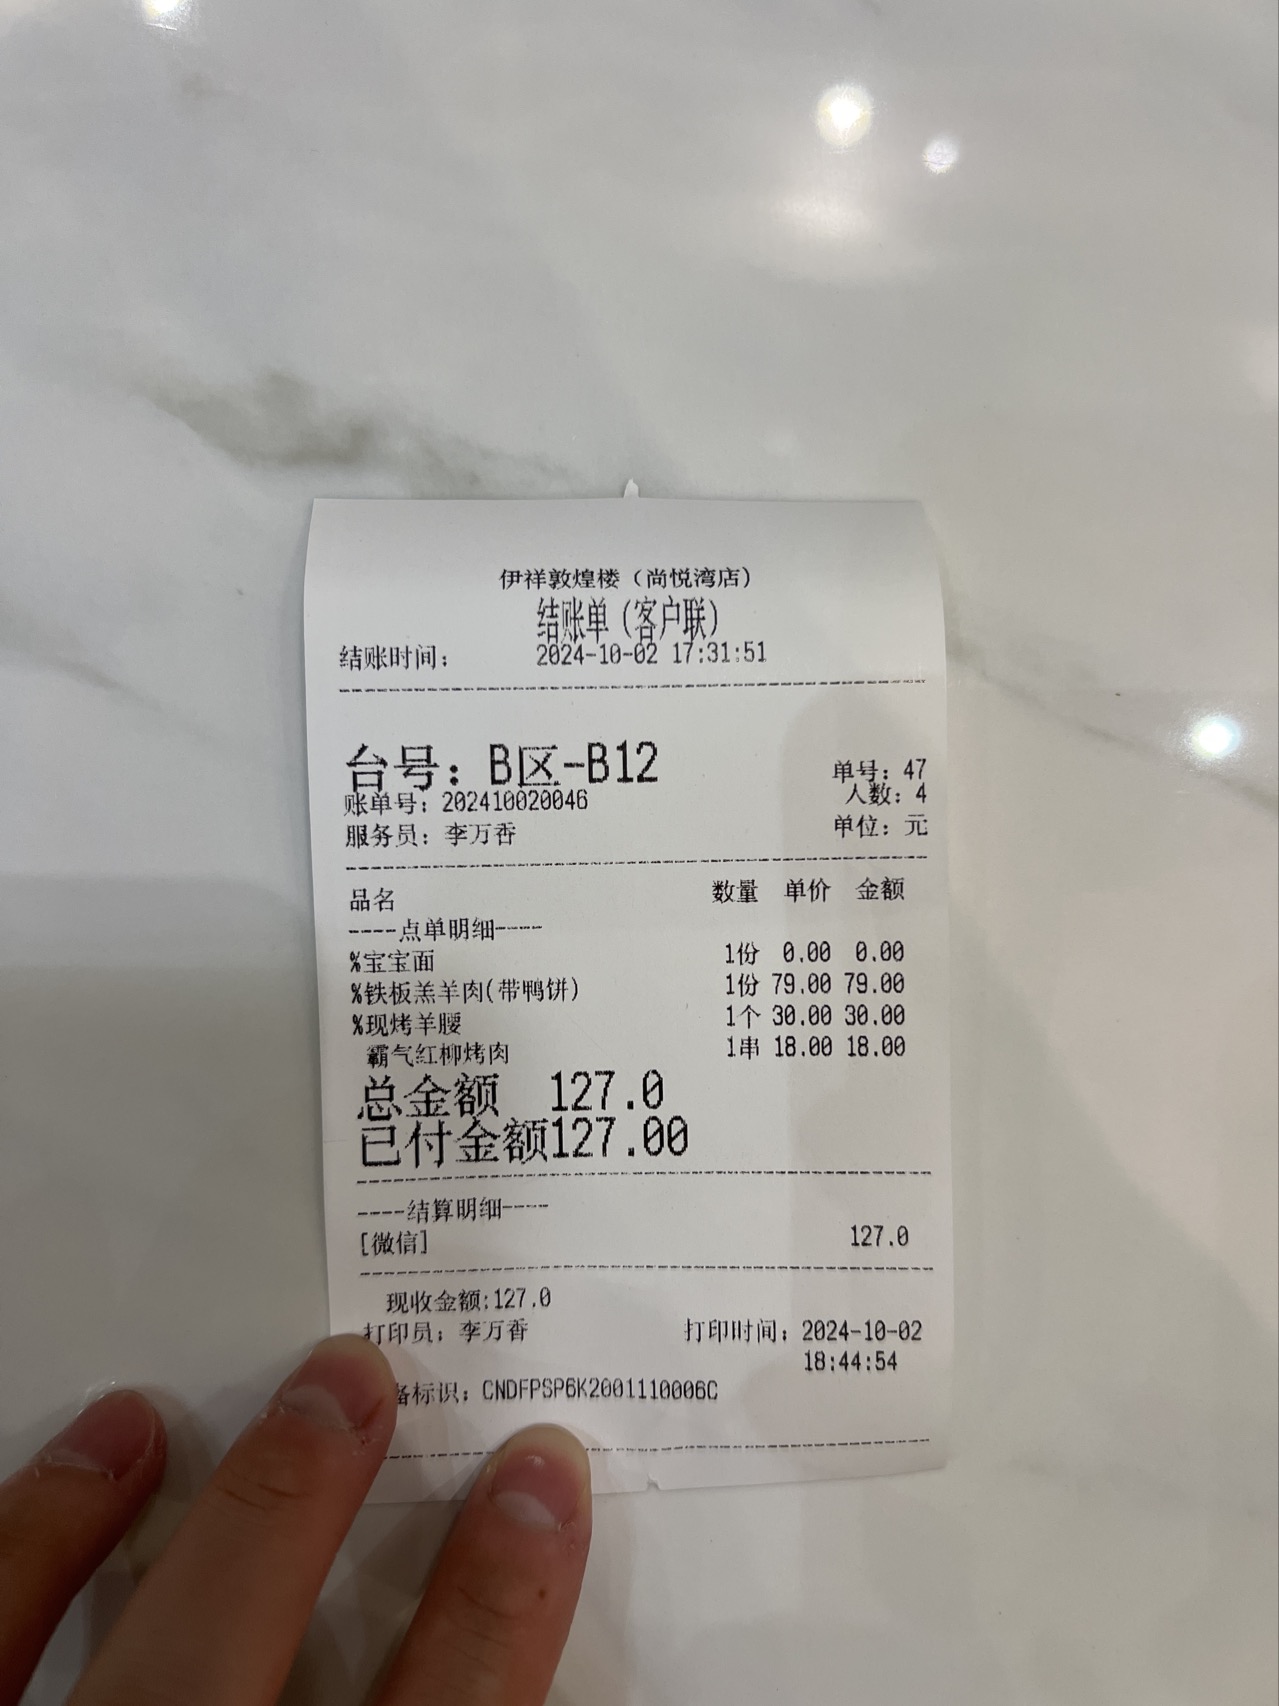 伊祥敦煌楼（尚悦湾店）
结账单（客户联）
结账时间： 2024-10-02 17:31:51
台号：B区-B12 单号：47
账单号：202410020046 人数：4
服务员：李万香 单位：元
品名 数量 单价 金额
----点单明细----
%宝宝面 1份 0.00 0.00
%铁板羔羊肉(带鸭饼) 1份 79.00 79.00
%现烤羊腰 1个 30.00 30.00
霸气红柳烤肉 1串 18.00 18.00
总金额 127.0
已付金额127.00
----结算明细----
[微信] 127.0
现收金额:127.0
打印员：李万香 打印时间：2024-10-02
18:44:54
备标识：CNDFPSP6K2001110006C